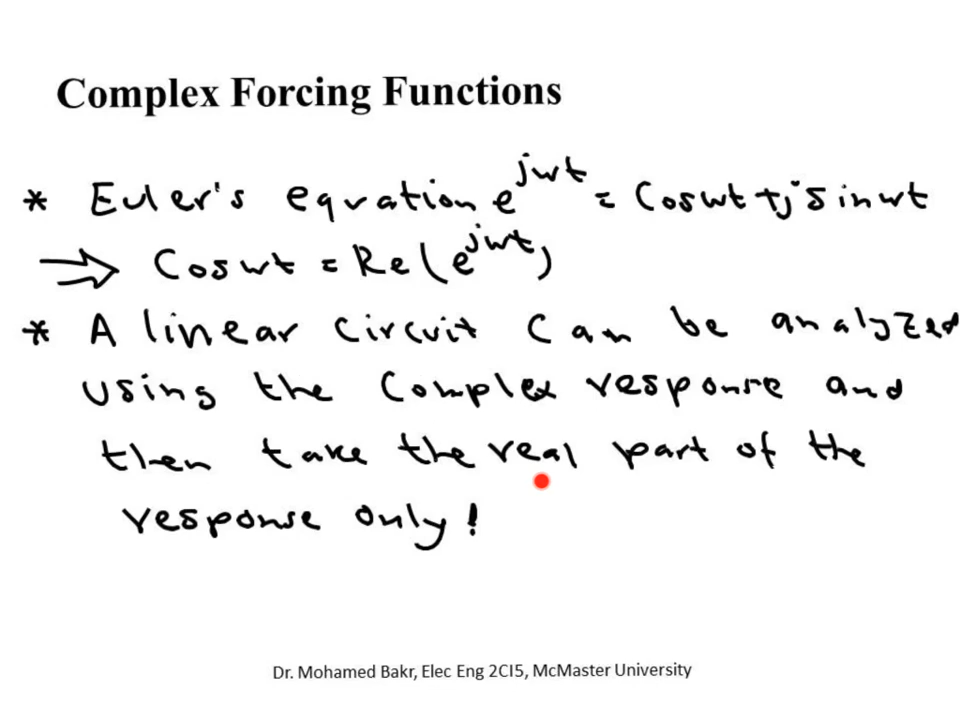 Complex Forcing Functions
* Euler's equation e^jwt = Coswt + j sinwt
⇒ Coswt = Re(e^jwt)
* A linear circuit can be analyzed
using the complex response and
then take the real part of the
response only!
Dr. Mohamed Bakr, Elec Eng 2CI5, McMaster University